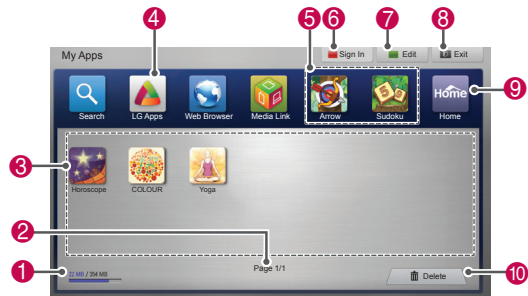 4 5 6 7 8
My Apps Sign In Edit Exit
Home 9
Search LG Apps Web Browser Media Link Arrow Sudoku Home
3
Horoscope COLOUR Yoga
2
Page 1/1
1 22 MB / 354 MB Delete 10